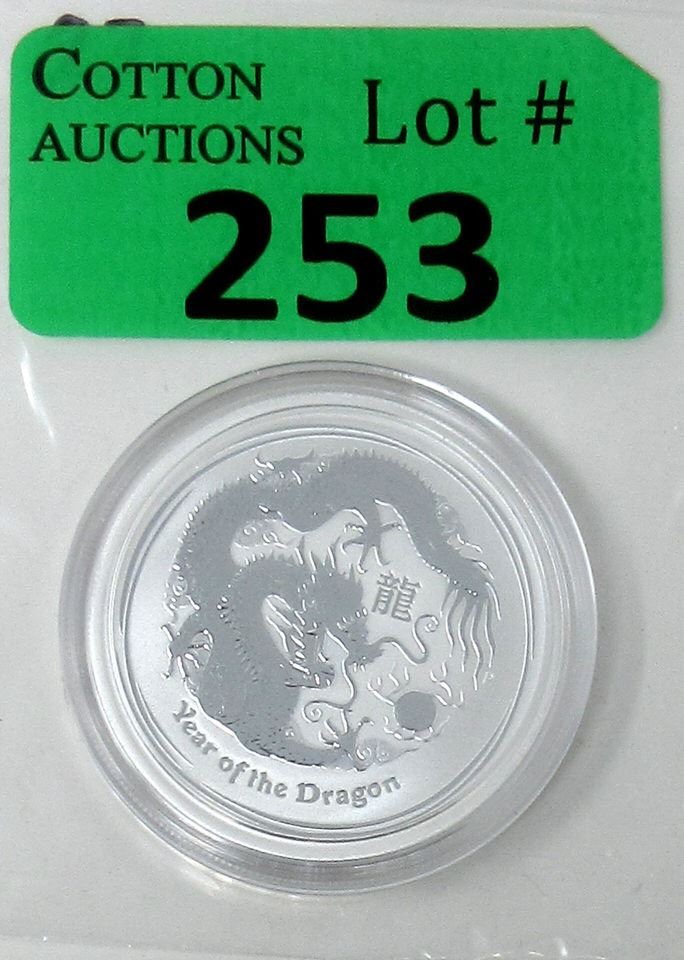 COTTON
AUCTIONS
Lot #
253
龍
Year of the Dragon